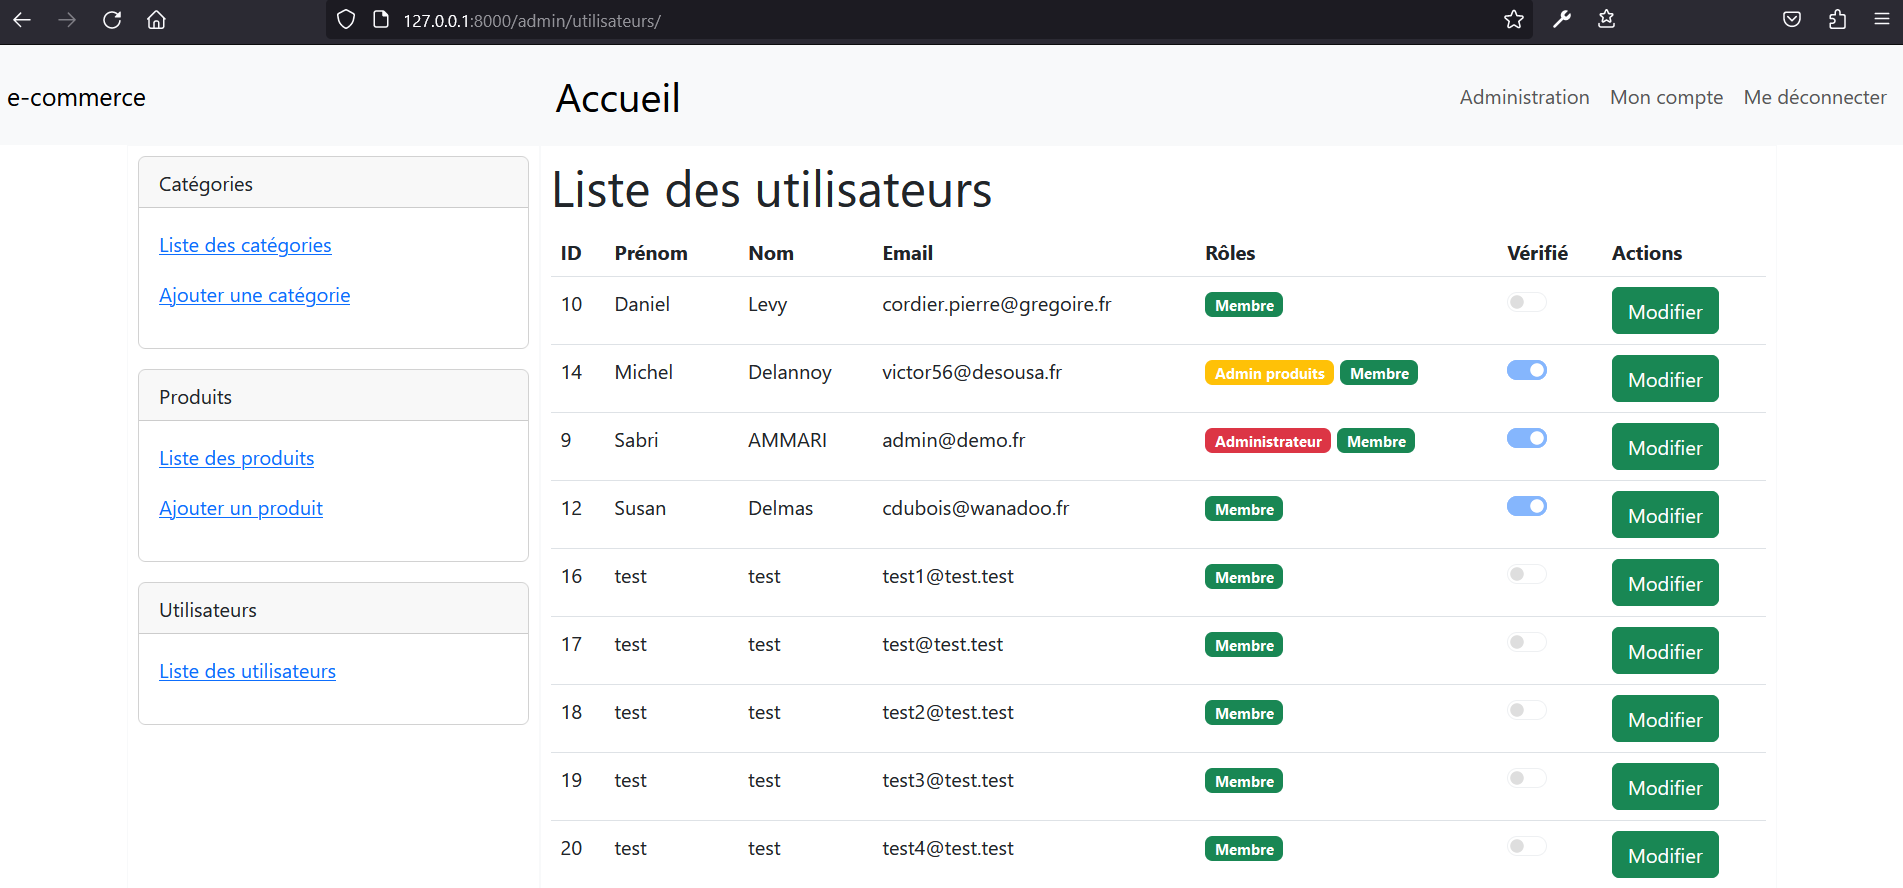 127.0.0.1:8000/admin/utilisateurs/
e-commerce Accueil Administration Mon compte Me déconnecter
Catégories
Liste des catégories
Ajouter une catégorie
Produits
Liste des produits
Ajouter un produit
Utilisateurs
Liste des utilisateurs
Liste des utilisateurs
ID Prénom Nom Email Rôles Vérifié Actions
10 Daniel Levy cordier.pierre@gregoire.fr Membre Modifier
14 Michel Delannoy victor56@desousa.fr Admin produits Membre Modifier
9 Sabri AMMARI admin@demo.fr Administrateur Membre Modifier
12 Susan Delmas cdubois@wanadoo.fr Membre Modifier
16 test test test1@test.test Membre Modifier
17 test test test@test.test Membre Modifier
18 test test test2@test.test Membre Modifier
19 test test test3@test.test Membre Modifier
20 test test test4@test.test Membre Modifier